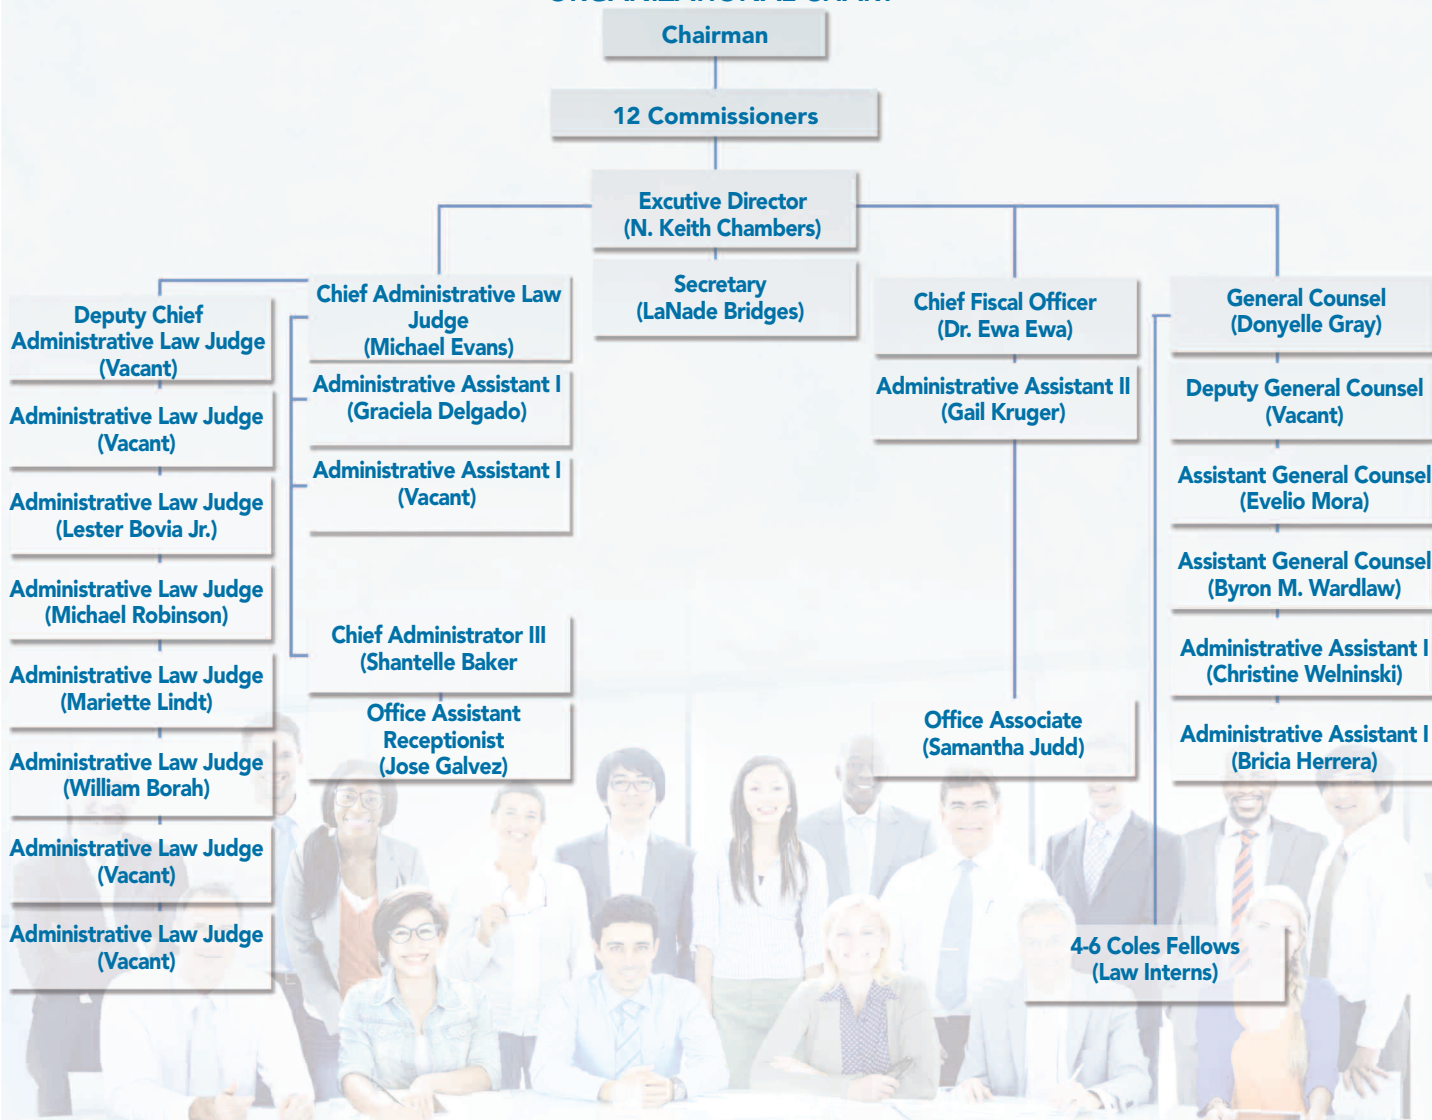 ORGANIZATIONAL CHART
Chairman
12 Commissioners
Excutive Director
(N. Keith Chambers)
Secretary
(LaNade Bridges)
Deputy Chief
Administrative Law Judge
(Vacant)
Administrative Law Judge
(Vacant)
Administrative Law Judge
(Lester Bovia Jr.)
Administrative Law Judge
(Michael Robinson)
Administrative Law Judge
(Mariette Lindt)
Administrative Law Judge
(William Borah)
Administrative Law Judge
(Vacant)
Administrative Law Judge
(Vacant)
Chief Administrative Law
Judge
(Michael Evans)
Administrative Assistant I
(Graciela Delgado)
Administrative Assistant I
(Vacant)
Chief Administrator III
(Shantelle Baker
Office Assistant
Receptionist
(Jose Galvez)
Chief Fiscal Officer
(Dr. Ewa Ewa)
Administrative Assistant II
(Gail Kruger)
Office Associate
(Samantha Judd)
General Counsel
(Donyelle Gray)
Deputy General Counsel
(Vacant)
Assistant General Counsel
(Evelio Mora)
Assistant General Counsel
(Byron M. Wardlaw)
Administrative Assistant I
(Christine Welninski)
Administrative Assistant I
(Bricia Herrera)
4-6 Coles Fellows
(Law Interns)